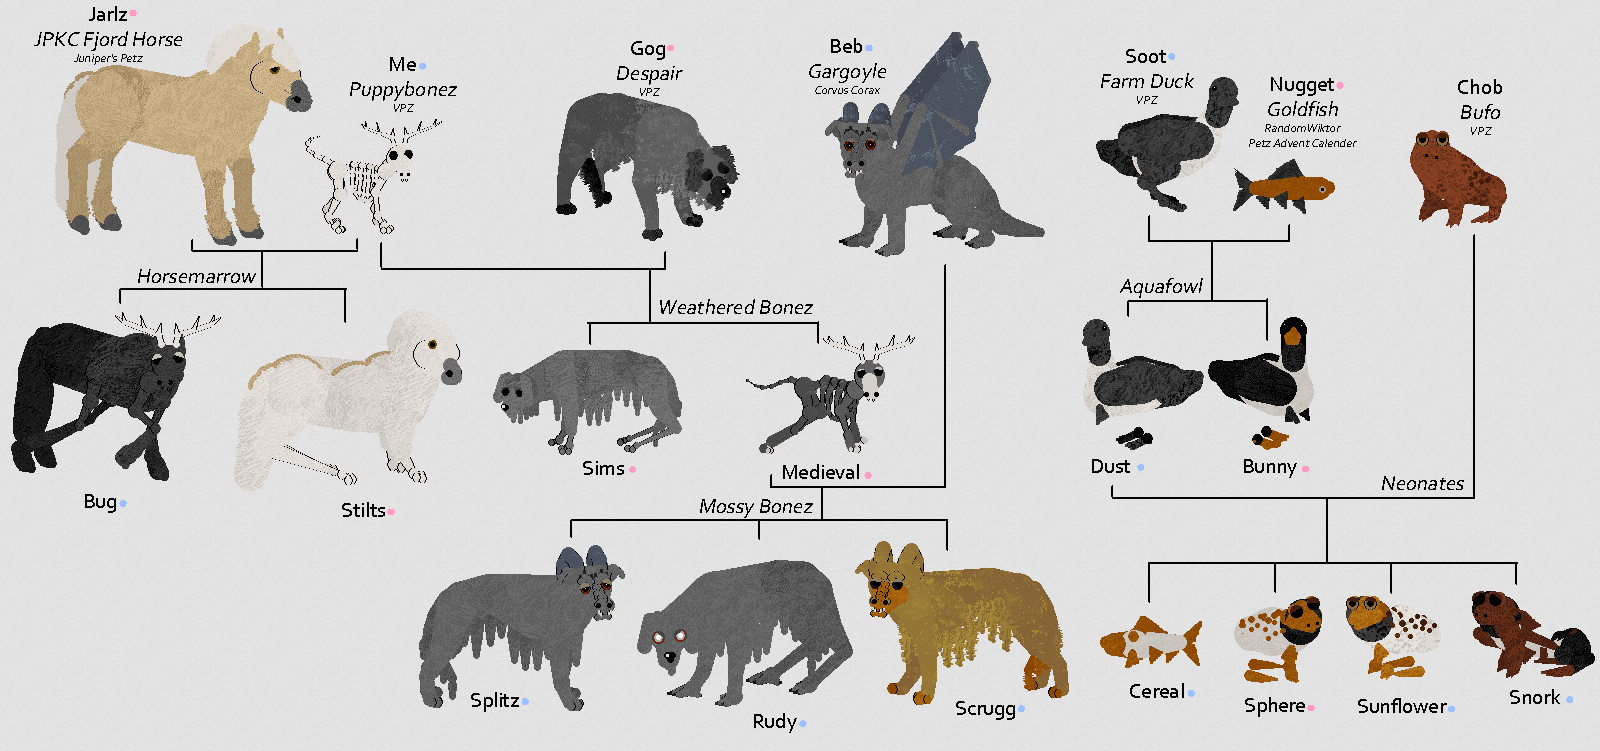 Jarlz
JPKC Fjord Horse
Juniper's Petz
Me
Puppybonez
VPZ
Gog
Despair
VPZ
Beb
Gargoyle
Corvus Corax
Soot
Farm Duck
VPZ
Nugget
Goldfish
RandomWiktor
Petz Advent Calender
Chob
Bufo
VPZ
Horsemarrow
Weathered Bonez
Aquafowl
Bug
Stilts
Sims
Medieval
Dust
Bunny
Mossy Bonez
Neonates
Splitz
Rudy
Scrugg
Cereal
Sphere
Sunflower
Snork